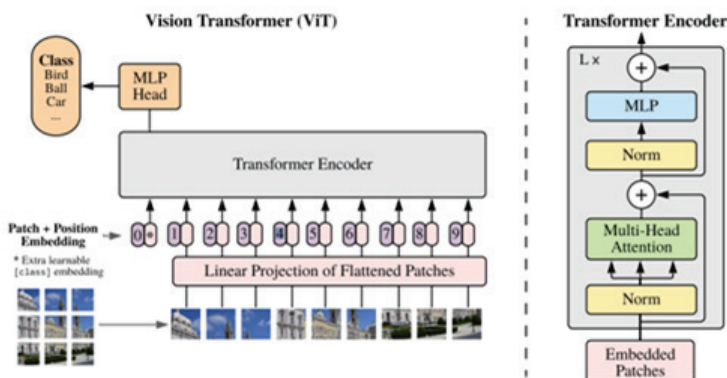 Vision Transformer (ViT)
Class
Bird
Ball
Car
...
MLP
Head
Transformer Encoder
Patch + Position
Embedding
* Extra learnable
[class] embedding
0 * 1 2 3 4 5 6 7 8 9
Linear Projection of Flattened Patches
Transformer Encoder
L x
+
MLP
Norm
+
Multi-Head
Attention
Norm
Embedded
Patches